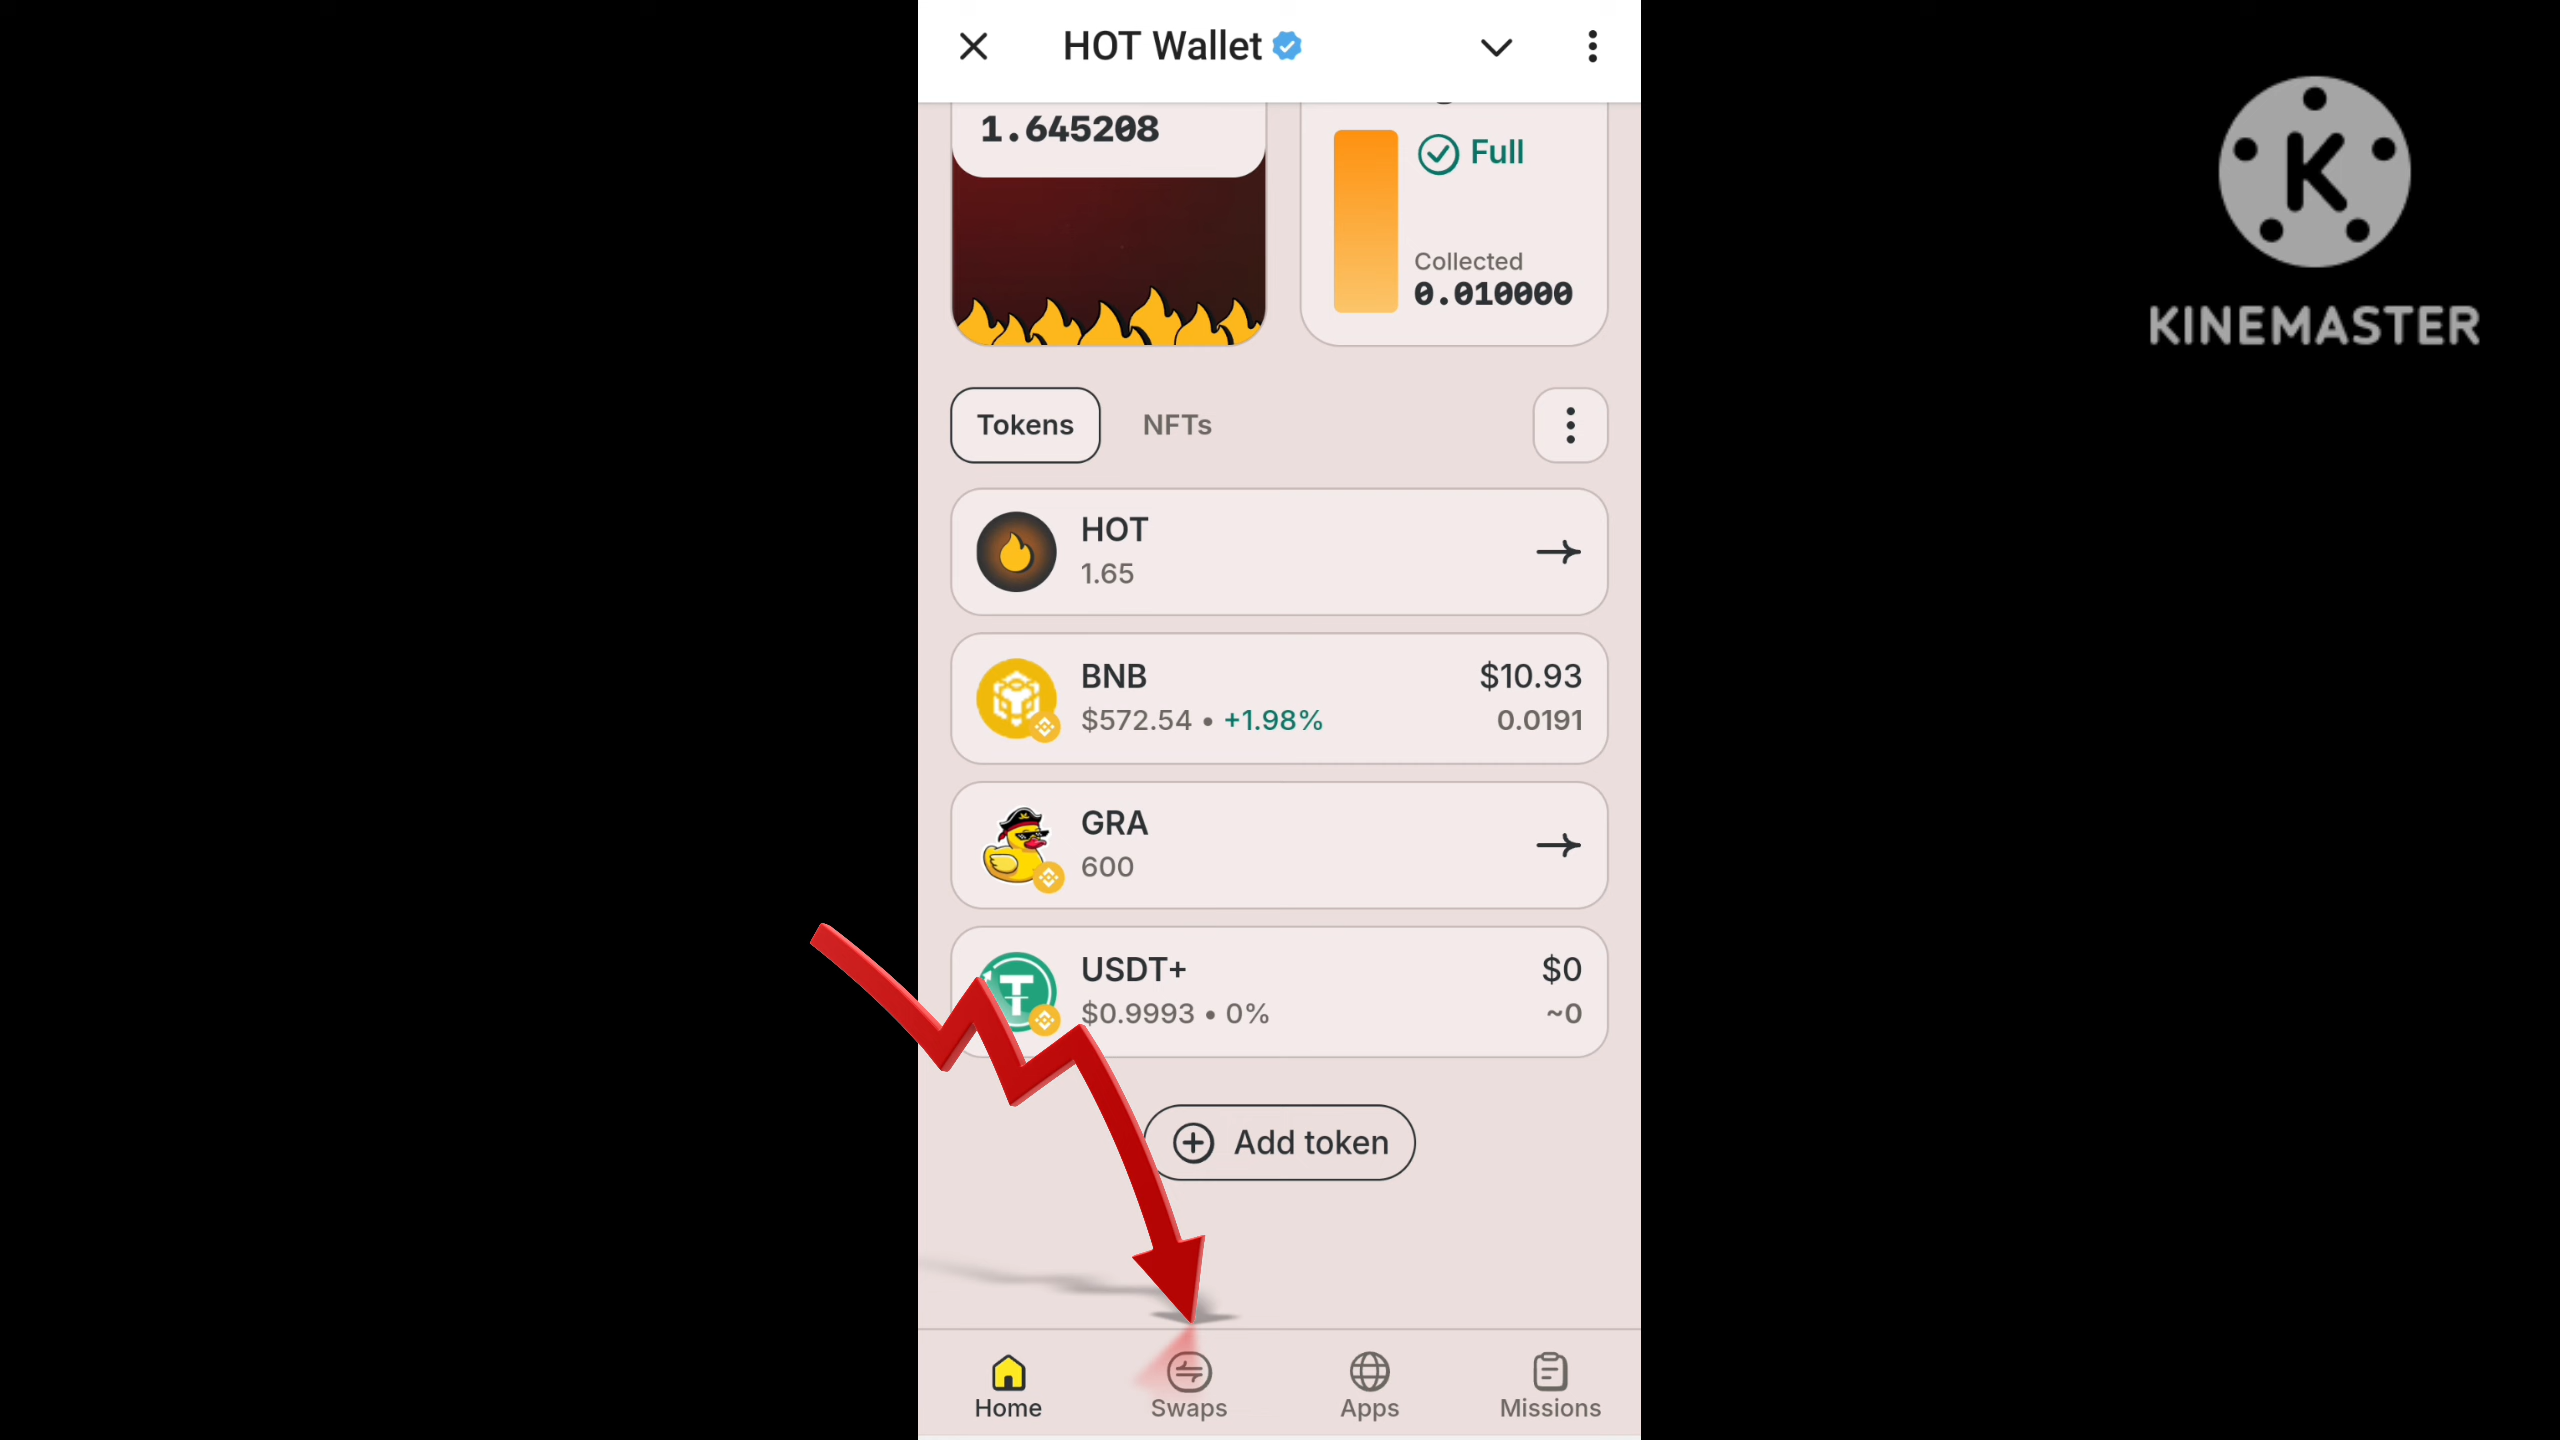 HOT Wallet
1.645208
Full
Collected
0.010000
K
KINEMASTER
Tokens
NFTs
HOT
1.65
BNB
$10.93
$572.54 • +1.98%
0.0191
GRA
600
USDT+
$0
$0.9993 • 0%
~0
Add token
Home
Swaps
Apps
Missions